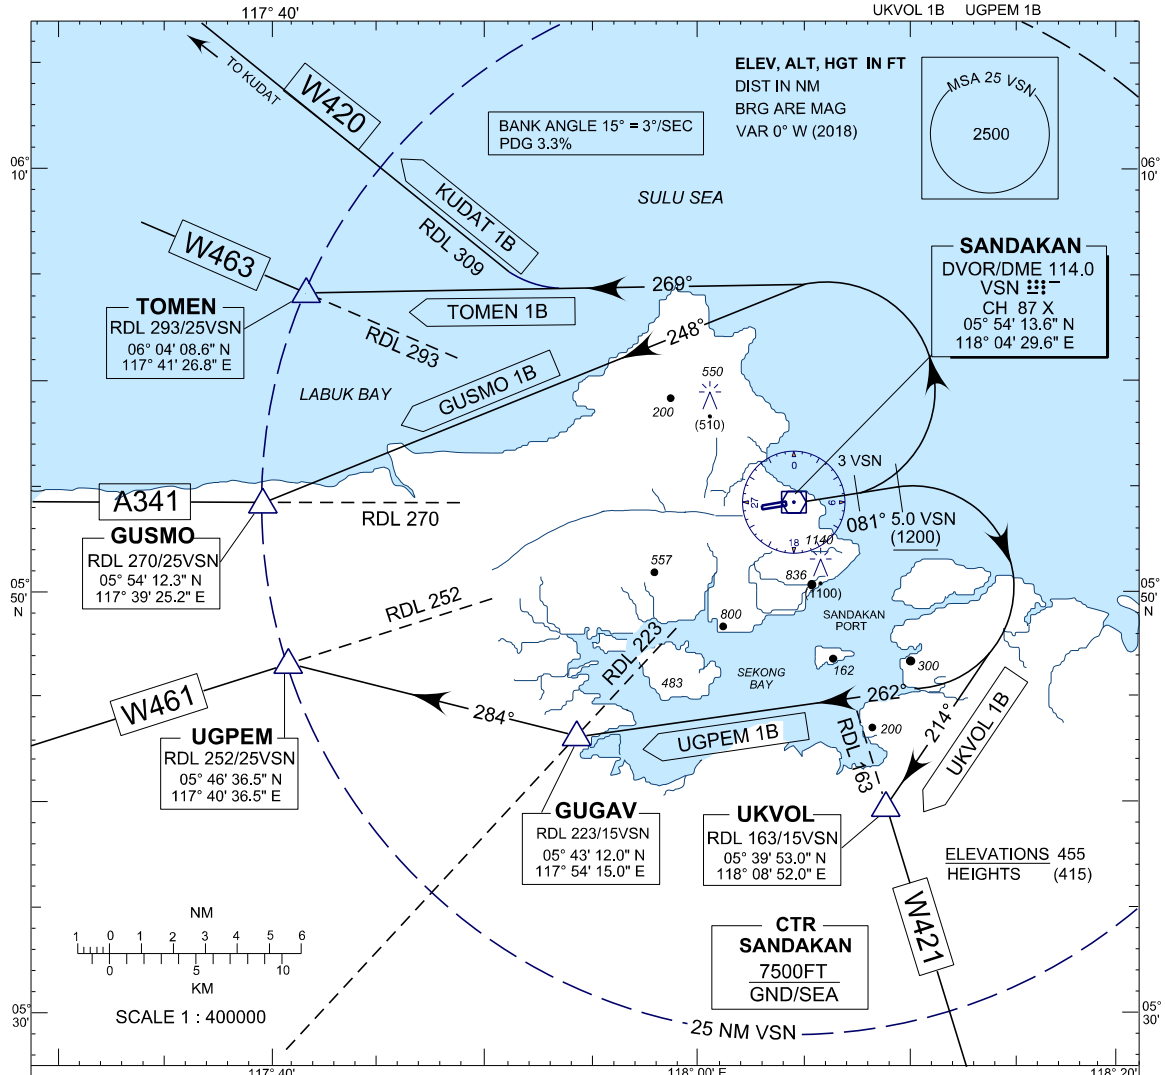 UKVOL 1B UGPEM 1B
117° 40'
TO KUDAT
W420
BANK ANGLE 15° = 3°/SEC
PDG 3.3%
ELEV, ALT, HGT IN FT
DIST IN NM
BRG ARE MAG
VAR 0° W (2018)
MSA 25 VSN
2500
06°
10'
06°
10'
KUDAT 1B
RDL 309
SULU SEA
W463
SANDAKAN
DVOR/DME 114.0
VSN
CH 87 X
05° 54' 13.6" N
118° 04' 29.6" E
TOMEN
RDL 293/25VSN
06° 04' 08.6" N
117° 41' 26.8" E
269°
TOMEN 1B
RDL 293
248°
GUSMO 1B
LABUK BAY
550
200
(510)
0
9
18
27
3 VSN
081°
5.0 VSN
(1200)
A341
RDL 270
GUSMO
RDL 270/25VSN
05° 54' 12.3" N
117° 39' 25.2" E
1140
557
836
(1100)
05°
50'
N
05°
50'
N
RDL 252
800
SANDAKAN
PORT
RDL 223
162
300
SEKONG
BAY
483
W461
262°
284°
UGPEM 1B
200
214°
UKVOL 1B
RDL 163
UGPEM
RDL 252/25VSN
05° 46' 36.5" N
117° 40' 36.5" E
GUGAV
RDL 223/15VSN
05° 43' 12.0" N
117° 54' 15.0" E
UKVOL
RDL 163/15VSN
05° 39' 53.0" N
118° 08' 52.0" E
ELEVATIONS 455
HEIGHTS (415)
W421
NM
1 0 1 2 3 4 5 6
0 5 10
KM
SCALE 1 : 400000
CTR
SANDAKAN
7500FT
GND/SEA
25 NM VSN
05°
30'
05°
30'
117° 40'
118° 00' E
118° 20'